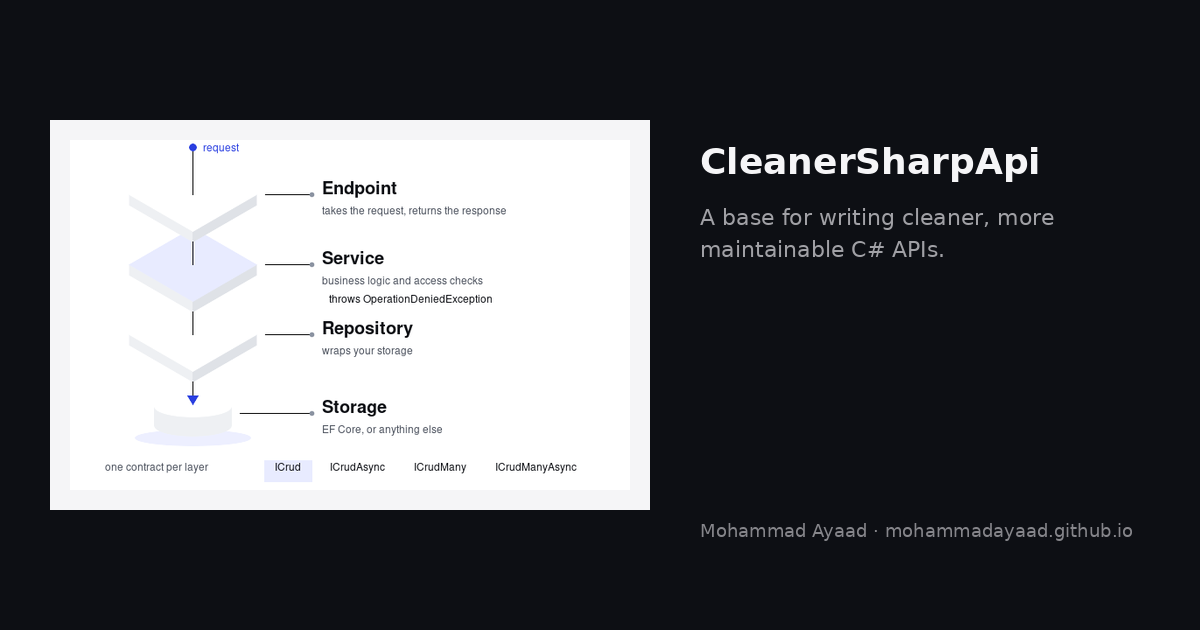 request
Endpoint
takes the request, returns the response
Service
business logic and access checks
throws OperationDeniedException
Repository
wraps your storage
Storage
EF Core, or anything else
one contract per layer ICrud ICrudAsync ICrudMany ICrudManyAsync
CleanerSharpApi
A base for writing cleaner, more
maintainable C# APIs.
Mohammad Ayaad · mohammadayaad.github.io